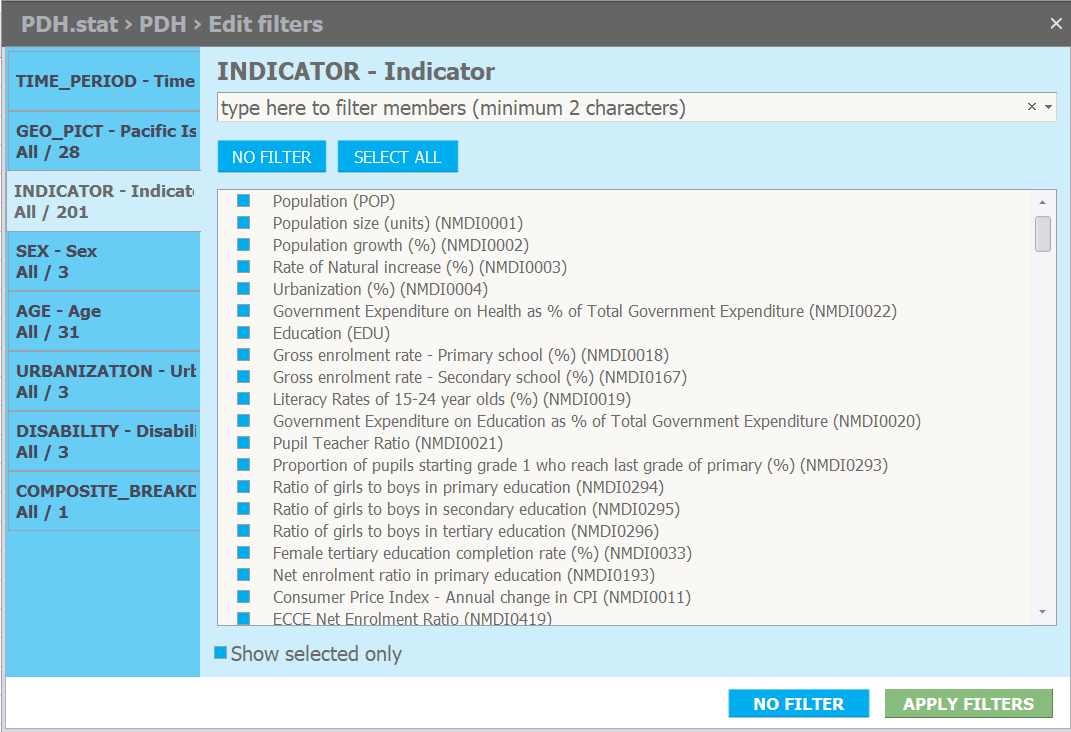 PDH.stat > PDH > Edit filters
TIME_PERIOD - Time
GEO_PICT - Pacific Is
All / 28
INDICATOR - Indicat
All / 201
SEX - Sex
All / 3
AGE - Age
All / 31
URBANIZATION - Urb
All / 3
DISABILITY - Disabili
All / 3
COMPOSITE_BREAKD
All / 1
INDICATOR - Indicator
type here to filter members (minimum 2 characters)
NO FILTER
SELECT ALL
Population (POP)
Population size (units) (NMDI0001)
Population growth (%) (NMDI0002)
Rate of Natural increase (%) (NMDI0003)
Urbanization (%) (NMDI0004)
Government Expenditure on Health as % of Total Government Expenditure (NMDI0022)
Education (EDU)
Gross enrolment rate - Primary school (%) (NMDI0018)
Gross enrolment rate - Secondary school (%) (NMDI0167)
Literacy Rates of 15-24 year olds (%) (NMDI0019)
Government Expenditure on Education as % of Total Government Expenditure (NMDI0020)
Pupil Teacher Ratio (NMDI0021)
Proportion of pupils starting grade 1 who reach last grade of primary (%) (NMDI0293)
Ratio of girls to boys in primary education (NMDI0294)
Ratio of girls to boys in secondary education (NMDI0295)
Ratio of girls to boys in tertiary education (NMDI0296)
Female tertiary education completion rate (%) (NMDI0033)
Net enrolment ratio in primary education (NMDI0193)
Consumer Price Index - Annual change in CPI (NMDI0011)
ECCE Net Enrolment Ratio (NMDI0419)
Show selected only
NO FILTER
APPLY FILTERS